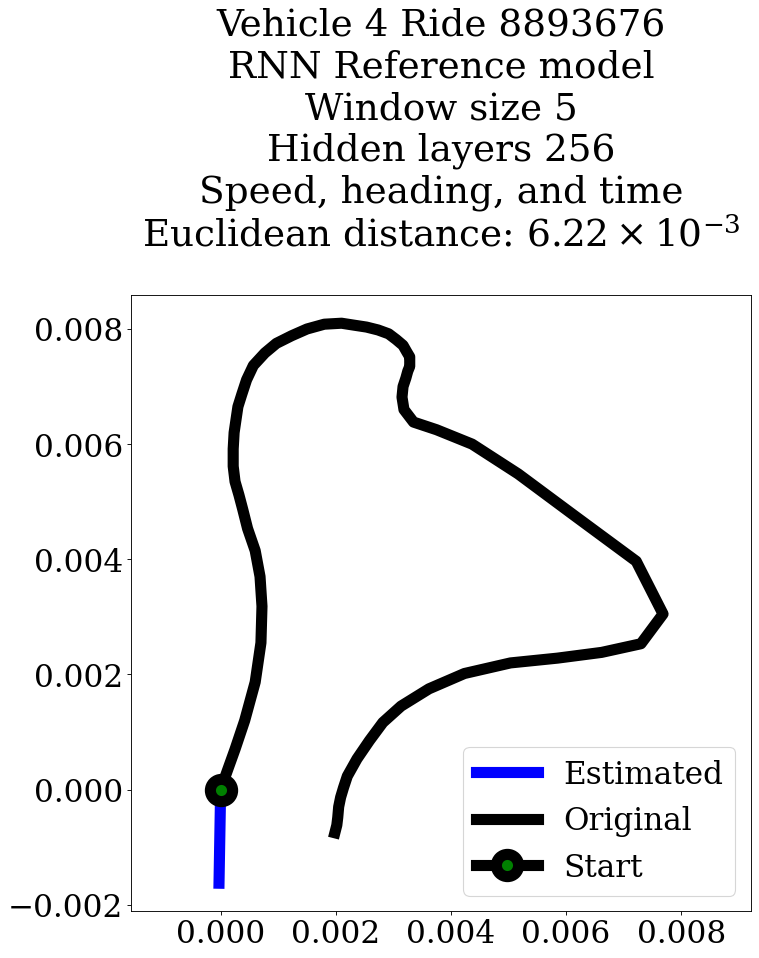 Vehicle 4 Ride 8893676
RNN Reference model
Window size 5
Hidden layers 256
Speed, heading, and time
Euclidean distance: 6.22 × 10⁻³
0.008
0.006
0.004
0.002
0.000
−0.002
Estimated
Original
Start
0.000 0.002 0.004 0.006 0.008